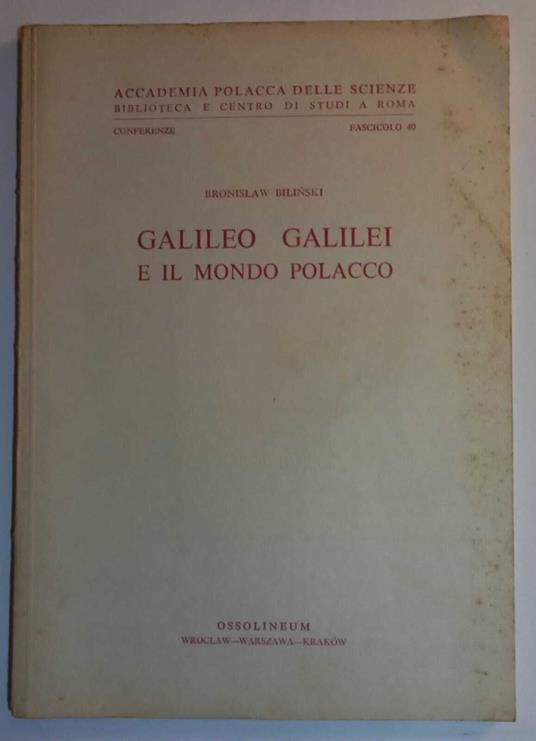 ACCADEMIA POLACCA DELLE SCIENZE
BIBLIOTECA E CENTRO DI STUDI A ROMA
CONFERENZE FASCICOLO 40
BRONISŁAW BILIŃSKI
GALILEO GALILEI
E IL MONDO POLACCO
OSSOLINEUM
WROCŁAW—WARSZAWA—KRAKÓW